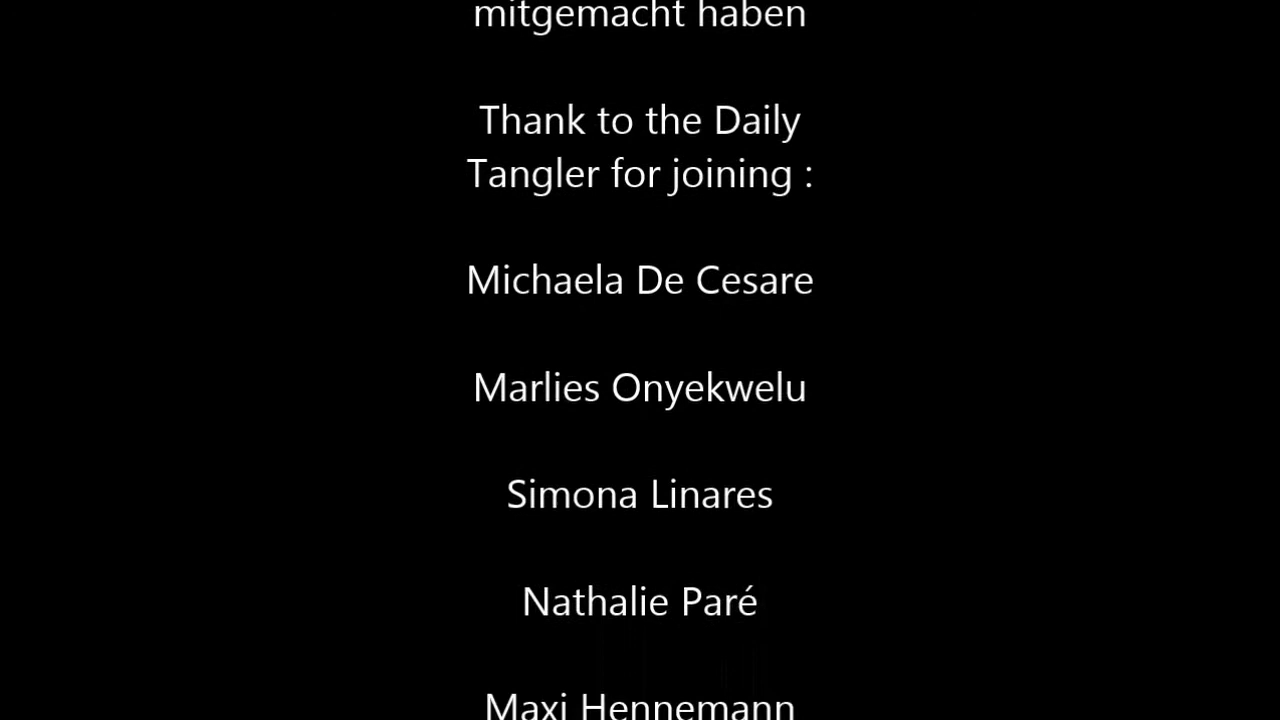 mitgemacht haben
Thank to the Daily
Tangler for joining :
Michaela De Cesare
Marlies Onyekwelu
Simona Linares
Nathalie Paré
Maxi Hennemann